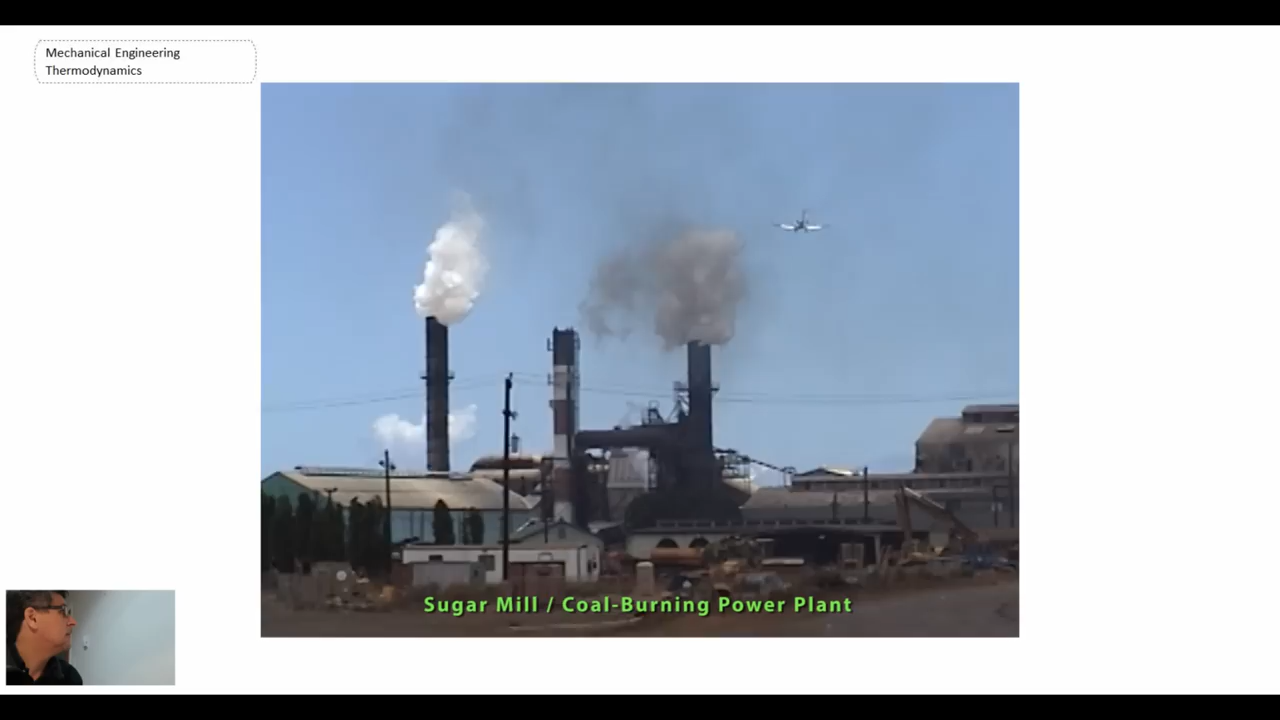 Mechanical Engineering
Thermodynamics
Sugar Mill / Coal-Burning Power Plant